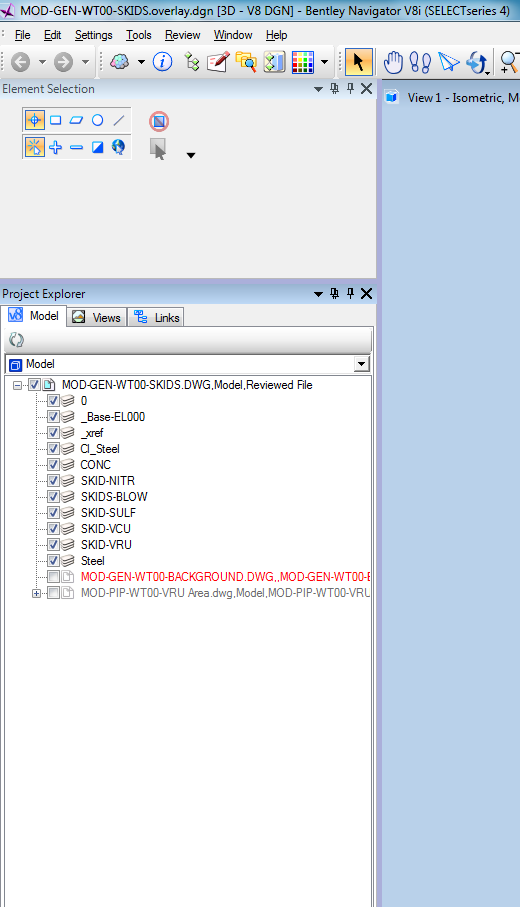 MOD-GEN-WT00-SKIDS.overlay.dgn [3D - V8 DGN] - Bentley Navigator V8i (SELECTseries 4)
File Edit Settings Tools Review Window Help
Element Selection
View 1 - Isometric, M
Project Explorer
V8 Model Views Links
Model
MOD-GEN-WT00-SKIDS.DWG,Model,Reviewed File
0
_Base-EL000
_xref
CI_Steel
CONC
SKID-NITR
SKIDS-BLOW
SKID-SULF
SKID-VCU
SKID-VRU
Steel
MOD-GEN-WT00-BACKGROUND.DWG,,MOD-GEN-WT00-B
MOD-PIP-WT00-VRU Area.dwg,Model,MOD-PIP-WT00-VRU